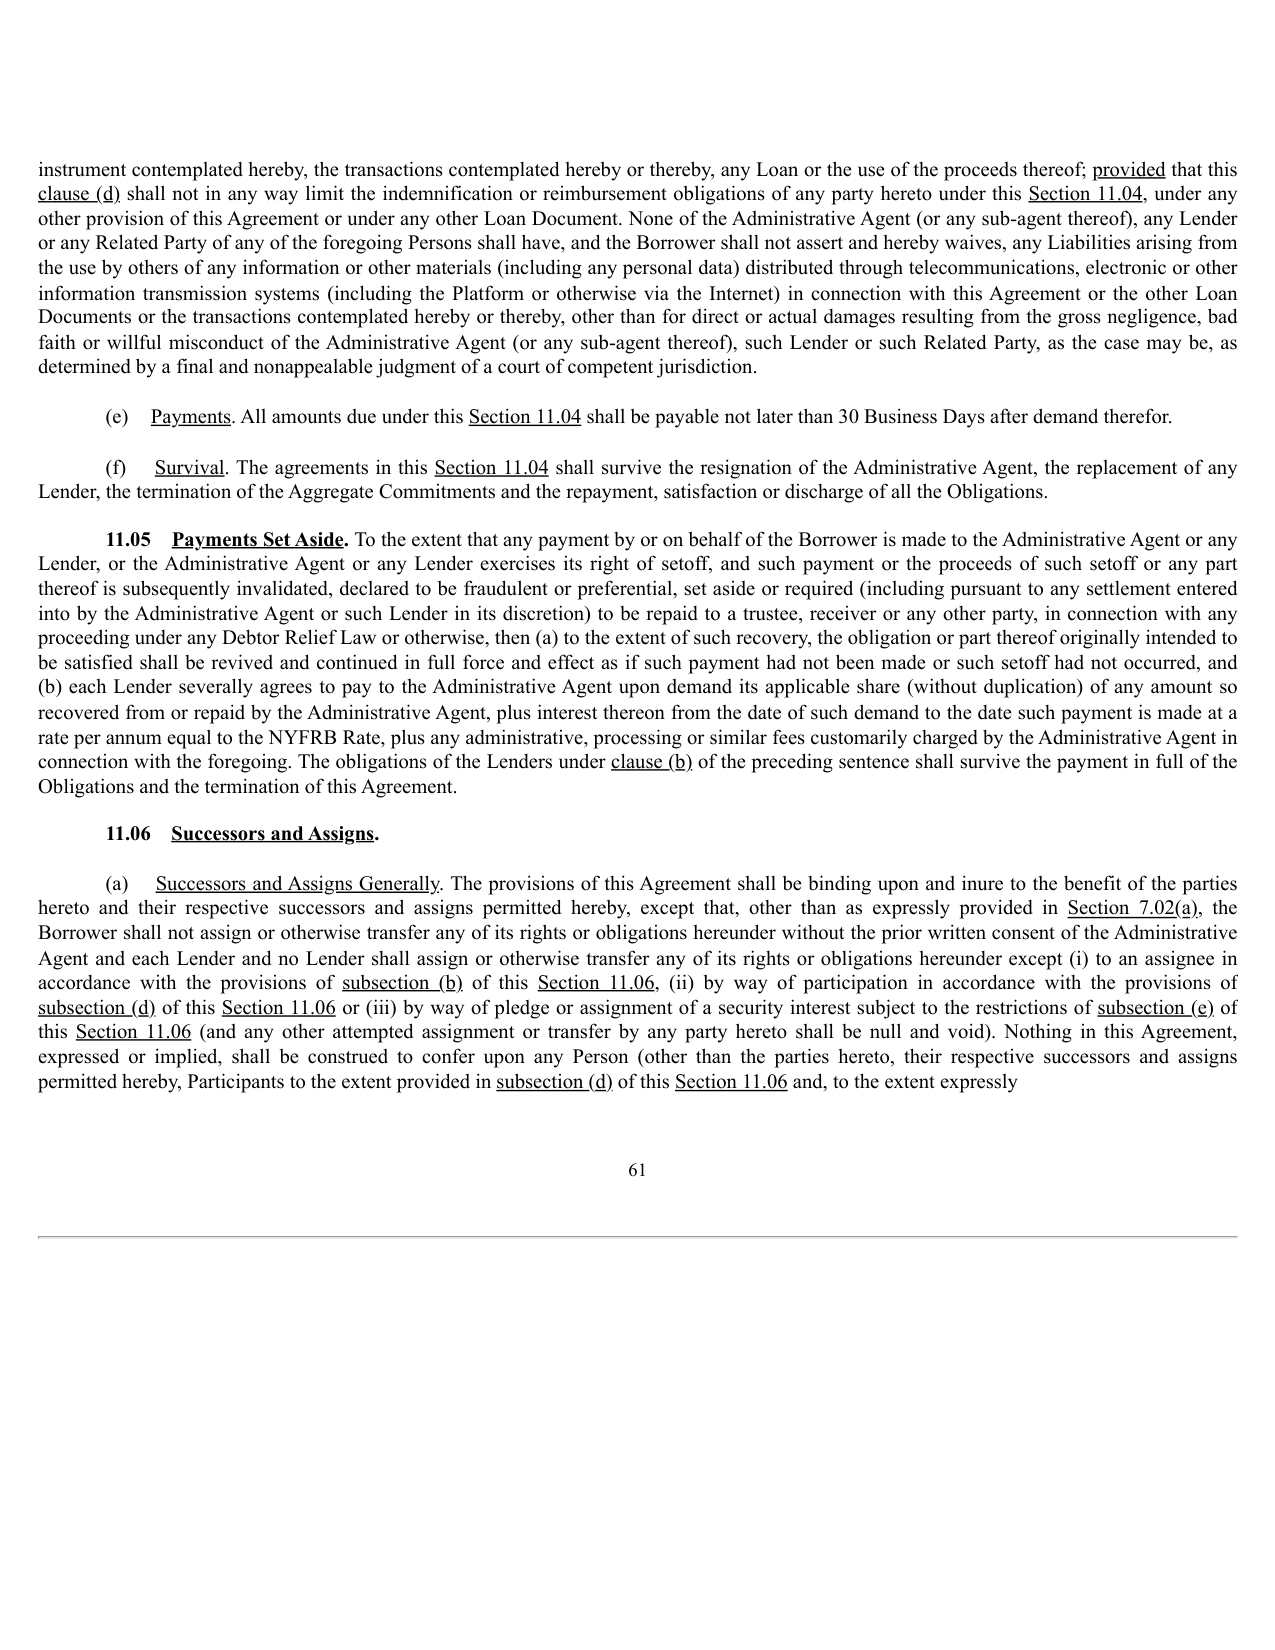 instrument contemplated hereby, the transactions contemplated hereby or thereby, any Loan or the use of the proceeds thereof; provided that this
clause (d) shall not in any way limit the indemnification or reimbursement obligations of any party hereto under this Section 11.04, under any
other provision of this Agreement or under any other Loan Document. None of the Administrative Agent (or any sub-agent thereof), any Lender
or any Related Party of any of the foregoing Persons shall have, and the Borrower shall not assert and hereby waives, any Liabilities arising from
the use by others of any information or other materials (including any personal data) distributed through telecommunications, electronic or other
information transmission systems (including the Platform or otherwise via the Internet) in connection with this Agreement or the other Loan
Documents or the transactions contemplated hereby or thereby, other than for direct or actual damages resulting from the gross negligence, bad
faith or willful misconduct of the Administrative Agent (or any sub-agent thereof), such Lender or such Related Party, as the case may be, as
determined by a final and nonappealable judgment of a court of competent jurisdiction.
(e) Payments. All amounts due under this Section 11.04 shall be payable not later than 30 Business Days after demand therefor.
(f) Survival. The agreements in this Section 11.04 shall survive the resignation of the Administrative Agent, the replacement of any
Lender, the termination of the Aggregate Commitments and the repayment, satisfaction or discharge of all the Obligations.
11.05 Payments Set Aside. To the extent that any payment by or on behalf of the Borrower is made to the Administrative Agent or any
Lender, or the Administrative Agent or any Lender exercises its right of setoff, and such payment or the proceeds of such setoff or any part
thereof is subsequently invalidated, declared to be fraudulent or preferential, set aside or required (including pursuant to any settlement entered
into by the Administrative Agent or such Lender in its discretion) to be repaid to a trustee, receiver or any other party, in connection with any
proceeding under any Debtor Relief Law or otherwise, then (a) to the extent of such recovery, the obligation or part thereof originally intended to
be satisfied shall be revived and continued in full force and effect as if such payment had not been made or such setoff had not occurred, and
(b) each Lender severally agrees to pay to the Administrative Agent upon demand its applicable share (without duplication) of any amount so
recovered from or repaid by the Administrative Agent, plus interest thereon from the date of such demand to the date such payment is made at a
rate per annum equal to the NYFRB Rate, plus any administrative, processing or similar fees customarily charged by the Administrative Agent in
connection with the foregoing. The obligations of the Lenders under clause (b) of the preceding sentence shall survive the payment in full of the
Obligations and the termination of this Agreement.
11.06 Successors and Assigns.
(a) Successors and Assigns Generally. The provisions of this Agreement shall be binding upon and inure to the benefit of the parties
hereto and their respective successors and assigns permitted hereby, except that, other than as expressly provided in Section 7.02(a), the
Borrower shall not assign or otherwise transfer any of its rights or obligations hereunder without the prior written consent of the Administrative
Agent and each Lender and no Lender shall assign or otherwise transfer any of its rights or obligations hereunder except (i) to an assignee in
accordance with the provisions of subsection (b) of this Section 11.06, (ii) by way of participation in accordance with the provisions of
subsection (d) of this Section 11.06 or (iii) by way of pledge or assignment of a security interest subject to the restrictions of subsection (e) of
this Section 11.06 (and any other attempted assignment or transfer by any party hereto shall be null and void). Nothing in this Agreement,
expressed or implied, shall be construed to confer upon any Person (other than the parties hereto, their respective successors and assigns
permitted hereby, Participants to the extent provided in subsection (d) of this Section 11.06 and, to the extent expressly
61